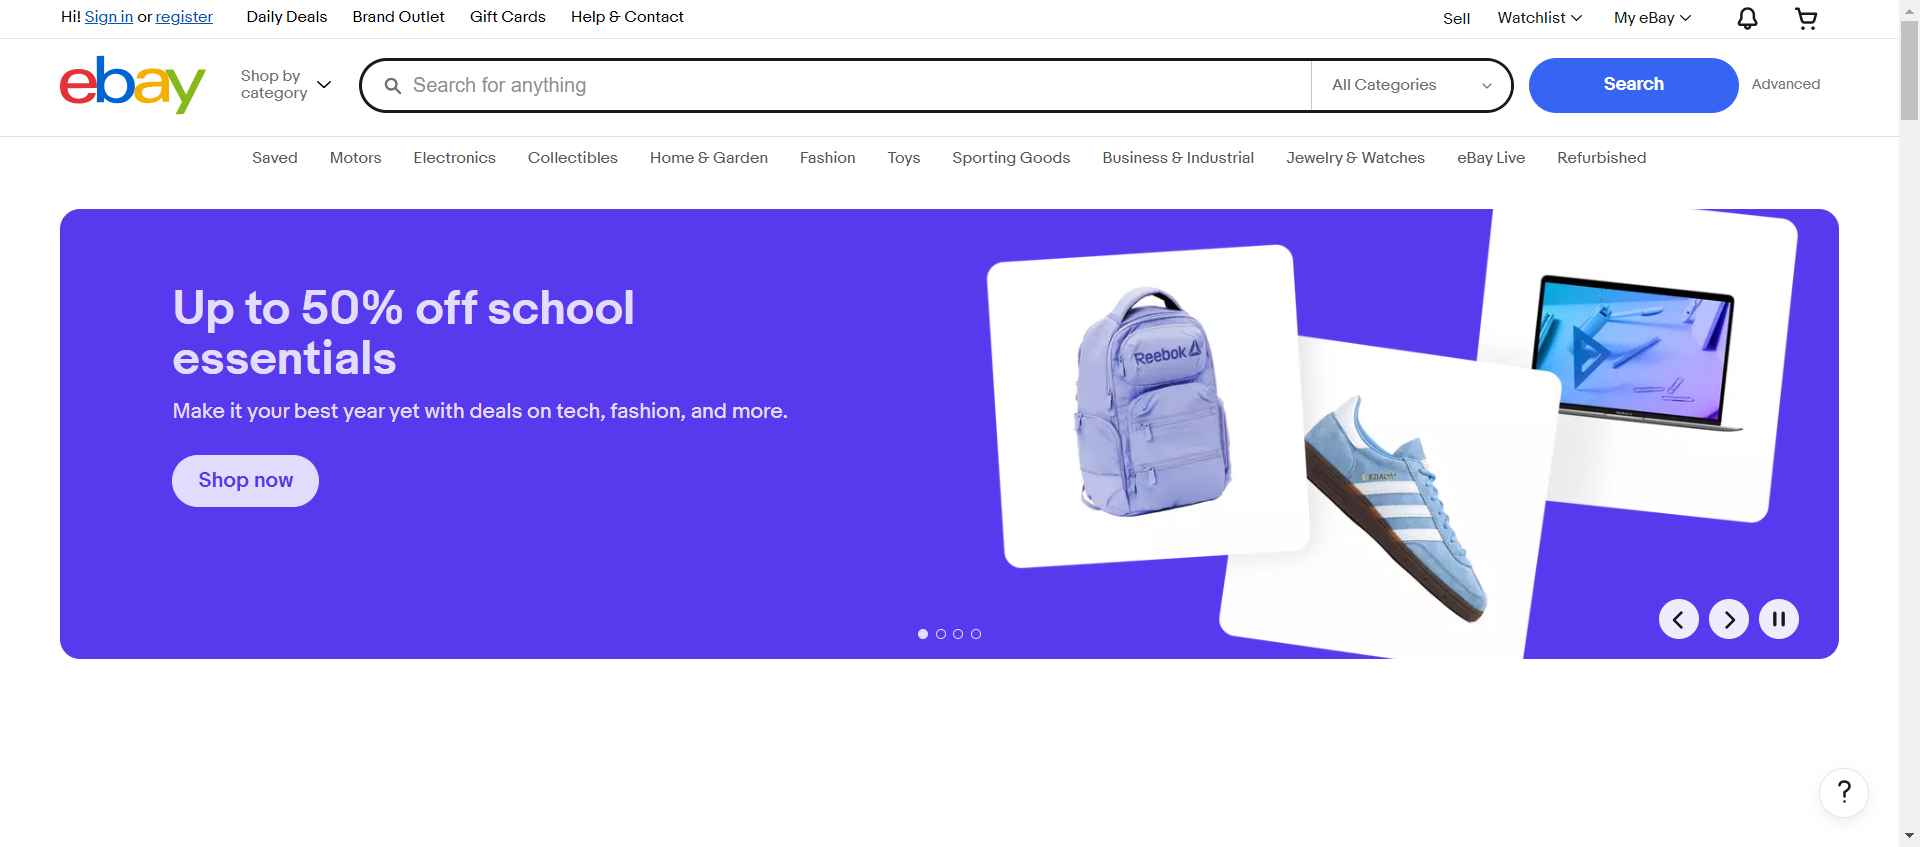 Hi! Sign in or register Daily Deals Brand Outlet Gift Cards Help & Contact Sell Watchlist My eBay
ebay Shop by category Search for anything All Categories Search Advanced
Saved Motors Electronics Collectibles Home & Garden Fashion Toys Sporting Goods Business & Industrial Jewelry & Watches eBay Live Refurbished
Up to 50% off school
essentials
Make it your best year yet with deals on tech, fashion, and more.
Shop now
Reebok
?